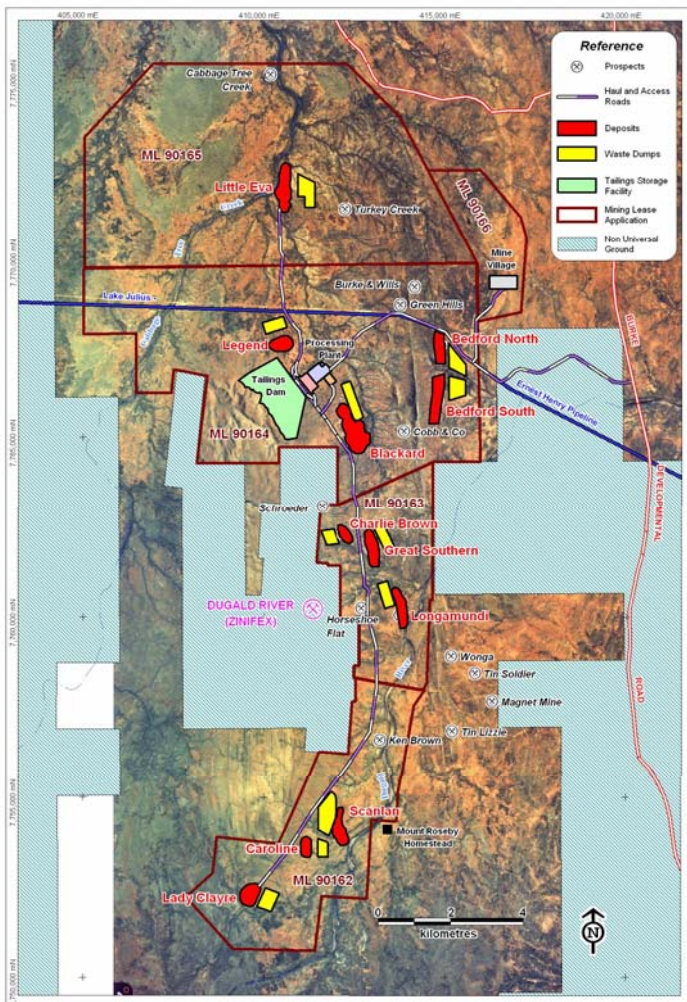 405,000 mE
410,000 mE
415,000 mE
420,000 mE
7,775,000 mN
7,770,000 mN
7,765,000 mN
7,760,000 mN
7,755,000 mN
7,750,000 mN
Reference
Prospects
Haul and Access
Roads
Deposits
Waste Dumps
Tailings Storage
Facility
Mining Lease
Application
Non Universal
Ground
Cabbage Tree
Creek
ML 90165
Little Eva
Creek
Tree
Cabbage
Turkey Creek
ML 90166
Mine
Village
Burke & Wills
Green Hills
Lake Julius
Ernest Henry Pipeline
Legend
Processing
Plant
Bedford North
Tailings
Dam
Bedford South
ML 90164
Cobb & Co
Blackard
BURKE
DEVELOPMENTAL
ROAD
Schroeder
ML 90163
Charlie Brown
Great Southern
DUGALD RIVER
(ZINIFEX)
Horseshoe
Flat
Longamundi
River
Wonga
Tin Soldier
Magnet Mine
Tin Lizzie
Ken Brown
Scanlan
Mount Roseby
Homestead
Caroline
ML 90162
Lady Clayre
0 2 4
kilometres
N